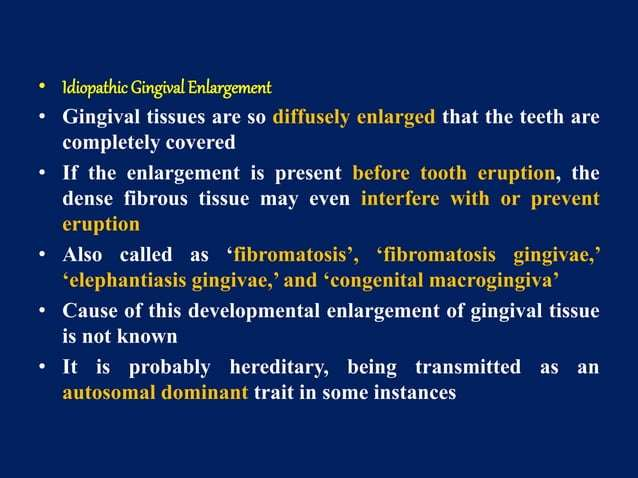 • Idiopathic Gingival Enlargement
• Gingival tissues are so diffusely enlarged that the teeth are
completely covered
• If the enlargement is present before tooth eruption, the
dense fibrous tissue may even interfere with or prevent
eruption
• Also called as ‘fibromatosis’, ‘fibromatosis gingivae,’
‘elephantiasis gingivae,’ and ‘congenital macrogingiva’
• Cause of this developmental enlargement of gingival tissue
is not known
• It is probably hereditary, being transmitted as an
autosomal dominant trait in some instances